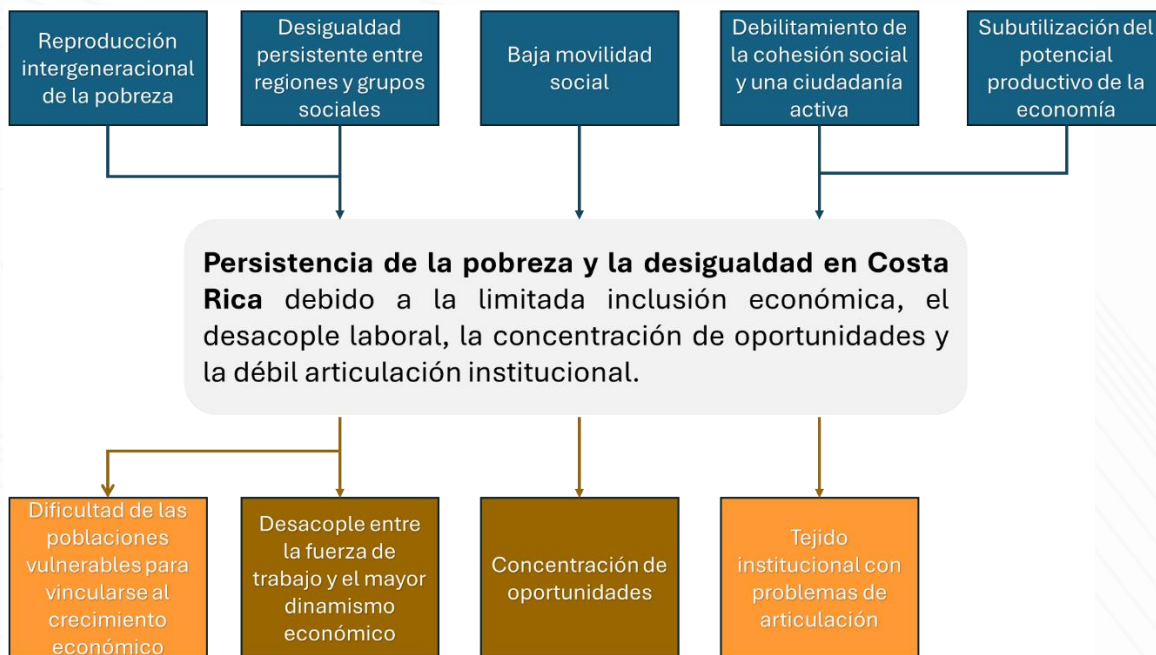 Reproducción
intergeneracional
de la pobreza
Desigualdad
persistente entre
regiones y grupos
sociales
Baja movilidad
social
Debilitamiento de
la cohesión social
y una ciudadanía
activa
Subutilización del
potencial
productivo de la
economía
Persistencia de la pobreza y la desigualdad en Costa
Rica debido a la limitada inclusión económica, el
desacople laboral, la concentración de oportunidades y
la débil articulación institucional.
Dificultad de las
poblaciones
vulnerables para
vincularse al
crecimiento
económico
Desacople entre
la fuerza de
trabajo y el mayor
dinamismo
económico
Concentración de
oportunidades
Tejido
institucional con
problemas de
articulación